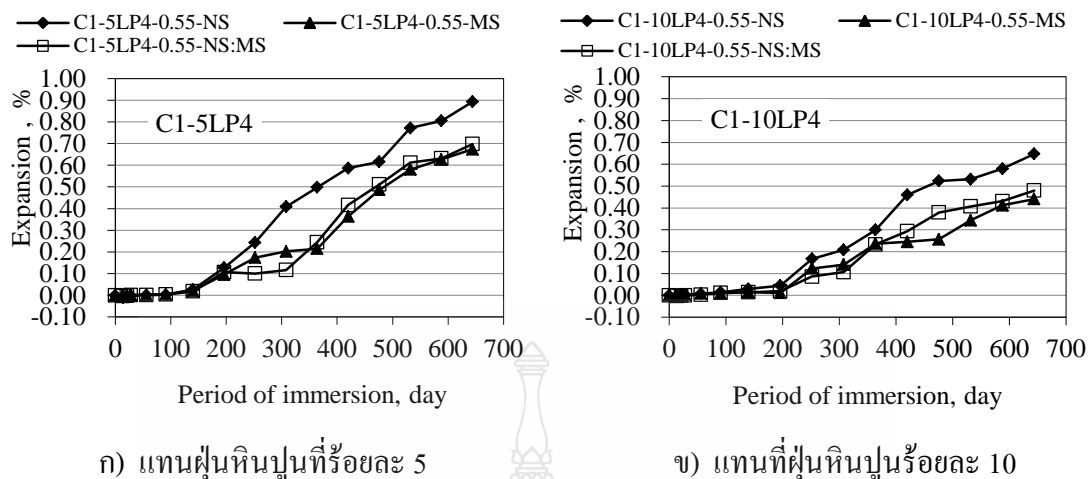 C1-5LP4-0.55-NS
C1-5LP4-0.55-MS
C1-5LP4-0.55-NS:MS
1.00
0.90
0.80
0.70
0.60
0.50
0.40
0.30
0.20
0.10
0.00
-0.10
Expansion , %
C1-5LP4
0 100 200 300 400 500 600 700
Period of immersion, day
ก) แทนฝุ่นหินปูนที่ร้อยละ 5
C1-10LP4-0.55-NS
C1-10LP4-0.55-MS
C1-10LP4-0.55-NS:MS
1.00
0.90
0.80
0.70
0.60
0.50
0.40
0.30
0.20
0.10
0.00
-0.10
Expansion , %
C1-10LP4
0 100 200 300 400 500 600 700
Period of immersion, day
ข) แทนที่ฝุ่นหินปูนร้อยละ 10